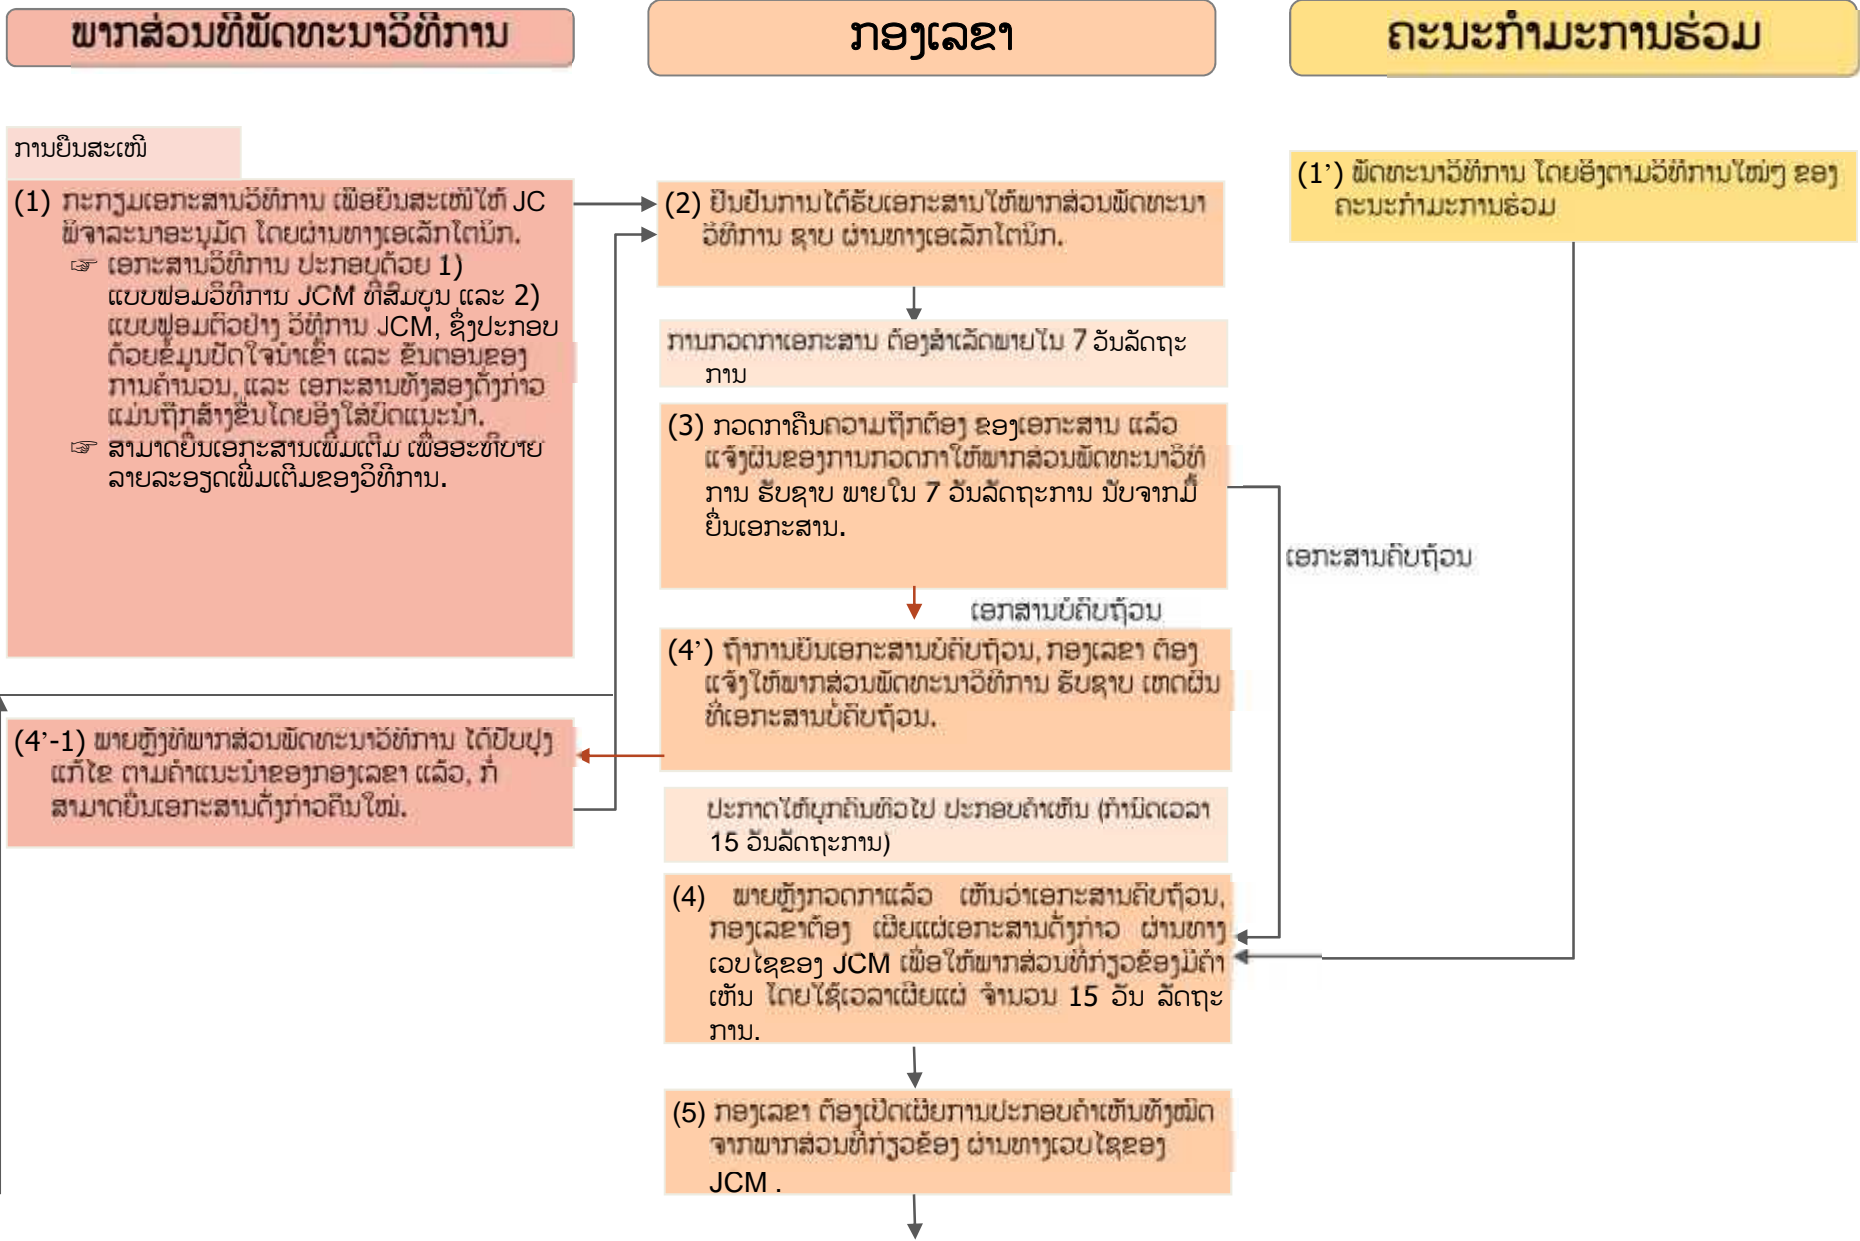 ພາກສ່ວນທີ່ພັດທະນາວິທີການ
ກອງເລຂາ
ຄະນະກຳມະການຮ່ວມ
ການຍື່ນສະເໜີ
(1) ກະກຽມເອກະສານວິທີການ ເພື່ອຍື່ນສະເໜີໃຫ້ JC
ພິຈາລະນາອະນຸມັດ ໂດຍຜ່ານທາງເອເລັກໂຕນິກ.
☞ ເອກະສານວິທີການ ປະກອບດ້ວຍ 1)
ແບບຟອມວິທີການ JCM ທີ່ສົມບູນ ແລະ 2)
ແບບຟອມຕົວຢ່າງ ວິທີການ JCM, ຊຶ່ງປະກອບ
ດ້ວຍຂໍ້ມູນປັດໃຈນຳເຂົ້າ ແລະ ຂັ້ນຕອນຂອງ
ການຄຳນວນ, ແລະ ເອກະສານທັງສອງດັ່ງກ່າວ
ແມ່ນຖືກສ້າງຂື້ນໂດຍອີງໃສ່ບົດແນະນຳ.
☞ ສາມາດຍື່ນເອກະສານເພີ່ມເຕີມ ເພື່ອອະທິບາຍ
ລາຍລະອຽດເພີ່ມເຕີມຂອງວິທີການ.
(2) ຢືນຢັນການໄດ້ຮັບເອກະສານໃຫ້ພາກສ່ວນພັດທະນາ
ວິທີການ ຊາບ ຜ່ານທາງເອເລັກໂຕນິກ.
(1’) ພັດທະນາວິທີການ ໂດຍອີງຕາມວິທີການໃໝ່ໆ ຂອງ
ຄະນະກຳມະການຮ່ວມ
ການກວດກາເອກະສານ ຕ້ອງສຳເລັດພາຍໃນ 7 ວັນລັດຖະ
ການ
(3) ກວດກາຄືນຄວາມຖືກຕ້ອງ ຂອງເອກະສານ ແລ້ວ
ແຈ້ງຜົນຂອງການກວດກາໃຫ້ພາກສ່ວນພັດທະນາວິທີ
ການ ຮັບຊາບ ພາຍໃນ 7 ວັນລັດຖະການ ນັບຈາກມື້
ຍື່ນເອກະສານ.
ເອກະສານຄົບຖ້ວນ
ເອກສານບໍ່ຄົບຖ້ວນ
(4’) ຖ້າການຍື່ນເອກະສານບໍ່ຄົບຖ້ວນ, ກອງເລຂາ ຕ້ອງ
ແຈ້ງໃຫ້ພາກສ່ວນພັດທະນາວິທີການ ຮັບຊາບ ເຫດຜົນ
ທີ່ເອກະສານບໍ່ຄົບຖ້ວນ.
(4’-1) ພາຍຫຼັງທີ່ພາກສ່ວນພັດທະນາວິທີການ ໄດ້ປັບປຸງ
ແກ້ໄຂ ຕາມຄຳແນະນຳຂອງກອງເລຂາ ແລ້ວ, ກໍ່
ສາມາດຍື່ນເອກະສານດັ່ງກ່າວຄືນໃໝ່.
ປະກາດໃຫ້ບຸກຄົນທົ່ວໄປ ປະກອບຄຳເຫັນ (ກຳນົດເວລາ
15 ວັນລັດຖະການ)
(4) ພາຍຫຼັງກວດກາແລ້ວ ເຫັນວ່າເອກະສານຄົບຖ້ວນ,
ກອງເລຂາຕ້ອງ ເຜີຍແຜ່ເອກະສານດັ່ງກ່າວ ຜ່ານທາງ
ເວບໄຊຂອງ JCM ເພື່ອໃຫ້ພາກສ່ວນທີ່ກ່ຽວຂ້ອງມີຄຳ
ເຫັນ ໂດຍໃຊ້ເວລາເຜີຍແຜ່ ຈຳນວນ 15 ວັນ ລັດຖະ
ການ.
(5) ກອງເລຂາ ຕ້ອງເປີດເຜີຍການປະກອບຄຳເຫັນທັງໝົດ
ຈາກພາກສ່ວນທີ່ກ່ຽວຂ້ອງ ຜ່ານທາງເວບໄຊຂອງ
JCM .